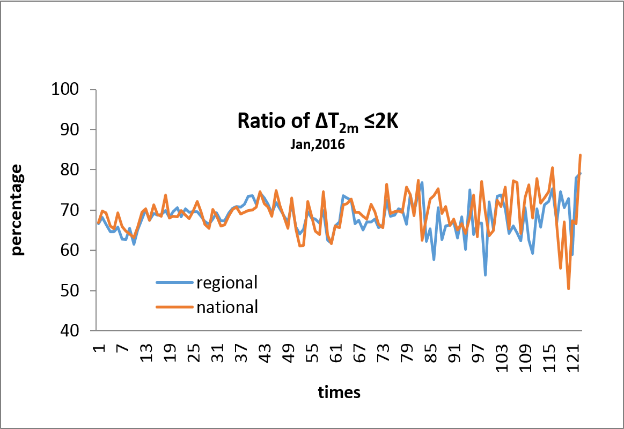 Ratio of ΔT2m ≤2K
Jan,2016
percentage
100
90
80
70
60
50
40
regional
national
1 7 13 19 25 31 37 43 49 55 61 67 73 79 85 91 97 103 109 115 121
times